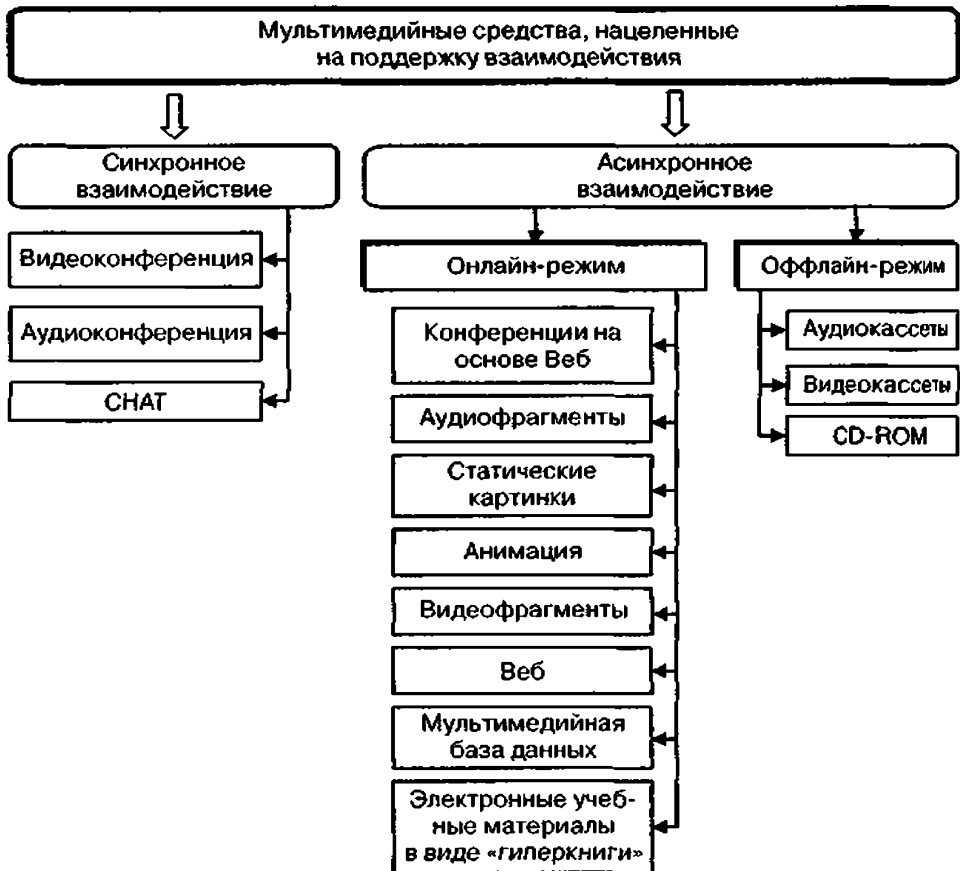 Мультимедийные средства, нацеленные
на поддержку взаимодействия
Синхронное
взаимодействие
Видеоконференция
Аудиоконференция
CHAT
Асинхронное
взаимодействие
Онлайн-режим
Конференции на
основе Веб
Аудиофрагменты
Статические
картинки
Анимация
Видеофрагменты
Веб
Мультимедийная
база данных
Электронные учеб-
ные материалы
в виде «гиперкниги»
Оффлайн-режим
Аудиокассеты
Видеокассеты
CD-ROM